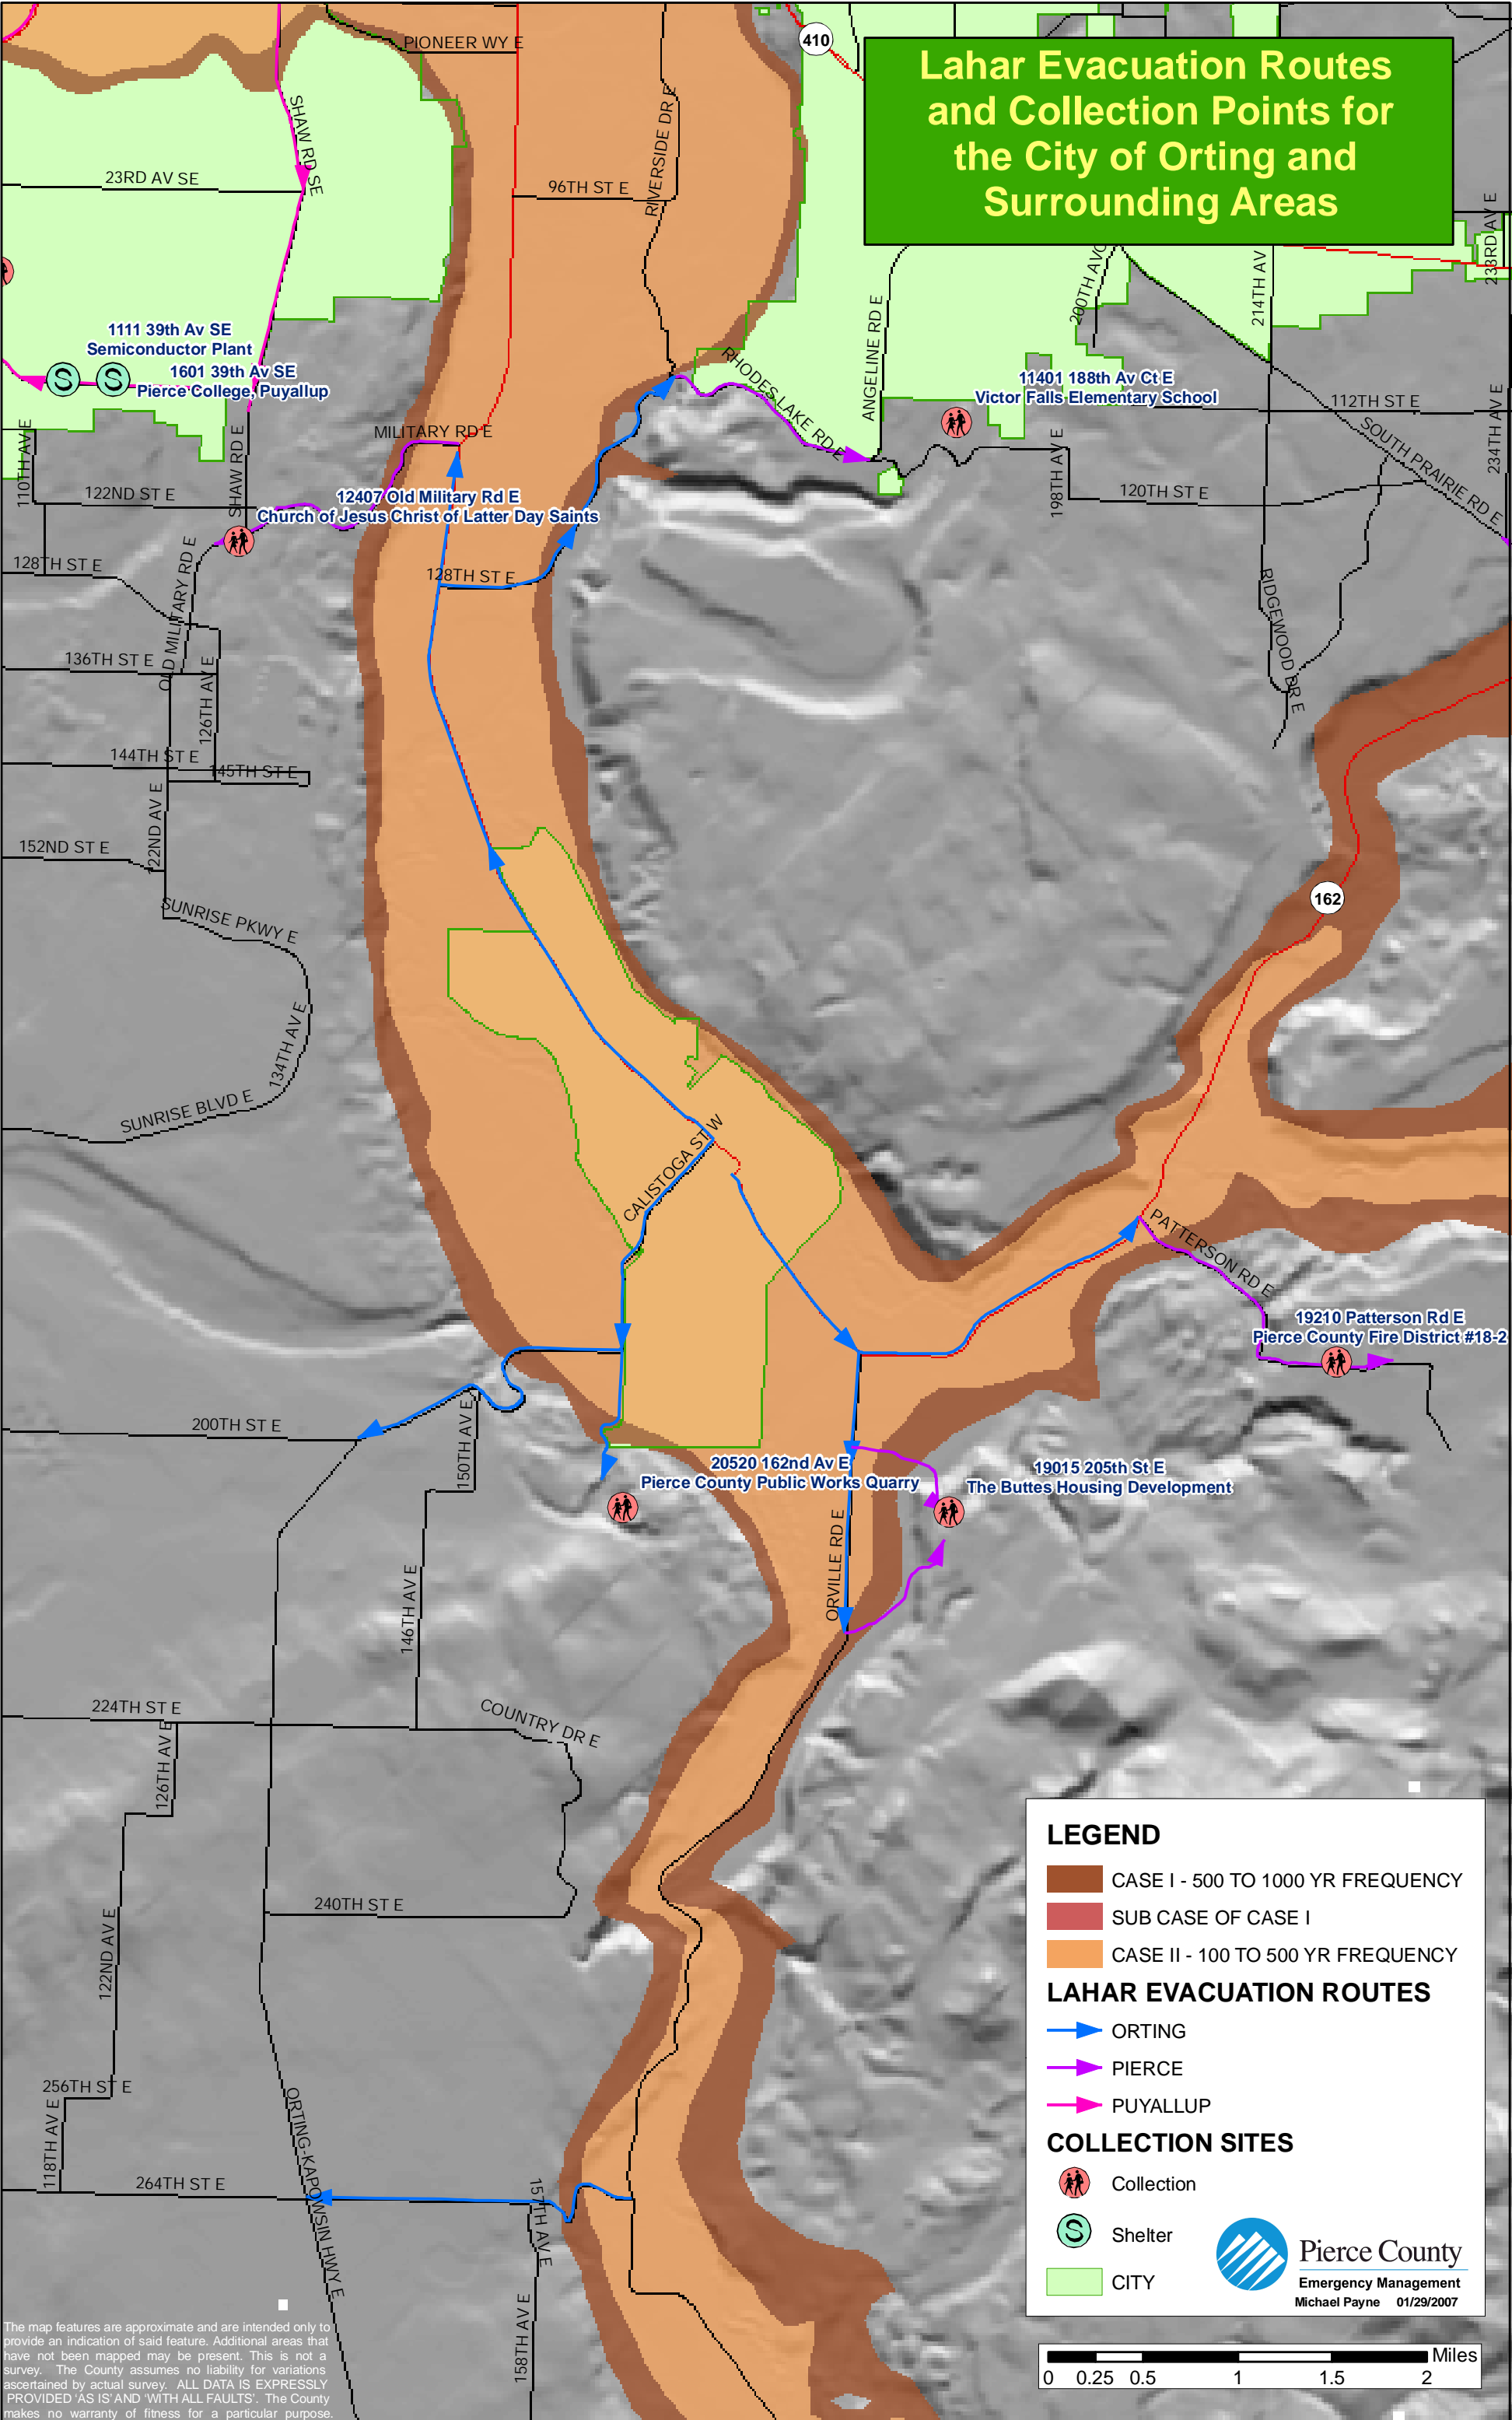 PIONEER WY E
410
Lahar Evacuation Routes
and Collection Points for
the City of Orting and
Surrounding Areas
SHAW RD SE
RIVERSIDE DR E
23RD AV SE
96TH ST E
233RD AV E
214TH AV
ANGELINE RD E
1111 39th Av SE
Semiconductor Plant
1601 39th Av SE
Pierce College, Puyallup
RHODES LAKE RD E
11401 188th Av Ct E
Victor Falls Elementary School
112TH ST E
234TH AV E
SOUTH PRAIRIE RD E
MILITARY RD E
110TH AV E
SHAW RD E
122ND ST E
12407 Old Military Rd E
Church of Jesus Christ of Latter Day Saints
198TH AV E
120TH ST E
128TH ST E
128TH ST E
OLD MILITARY RD E
RIDGEWOOD DR E
136TH ST E
126TH AV E
144TH ST E
145TH ST E
122ND AV E
152ND ST E
162
SUNRISE PKWY E
134TH AV E
SUNRISE BLVD E
CALISTOGA ST W
PATTERSON RD E
19210 Patterson Rd E
Pierce County Fire District #18-2
200TH ST E
150TH AV E
20520 162nd Av E
Pierce County Public Works Quarry
19015 205th St E
The Buttes Housing Development
ORVILLE RD E
146TH AV E
224TH ST E
COUNTRY DR E
126TH AV E
240TH ST E
122ND AV E
256TH ST E
118TH AV E
264TH ST E
ORTING-KAPOWSIN HWY E
157TH AV E
158TH AV E
LEGEND
CASE I - 500 TO 1000 YR FREQUENCY
SUB CASE OF CASE I
CASE II - 100 TO 500 YR FREQUENCY
LAHAR EVACUATION ROUTES
ORTING
PIERCE
PUYALLUP
COLLECTION SITES
Collection
S Shelter
CITY
Pierce County
Emergency Management
Michael Payne 01/29/2007
Miles
0 0.25 0.5 1 1.5 2
The map features are approximate and are intended only to
provide an indication of said feature. Additional areas that
have not been mapped may be present. This is not a
survey. The County assumes no liability for variations
ascertained by actual survey. ALL DATA IS EXPRESSLY
PROVIDED 'AS IS' AND 'WITH ALL FAULTS'. The County
makes no warranty of fitness for a particular purpose.